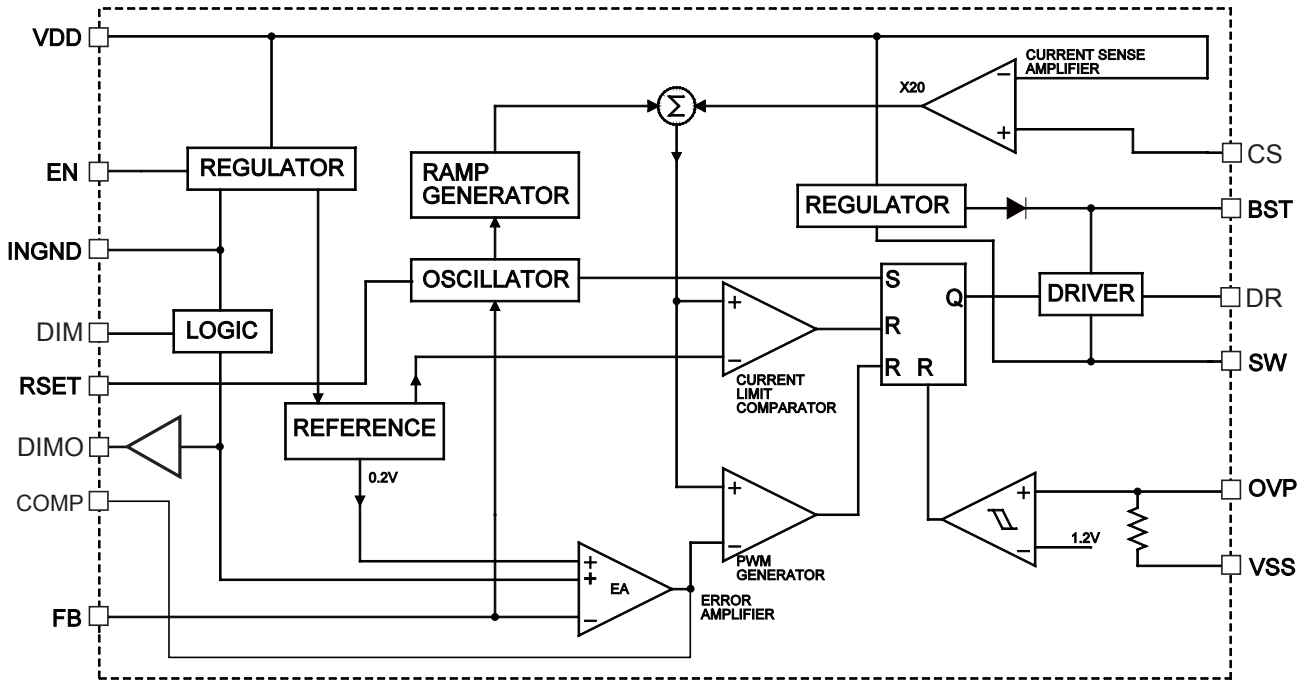 VDD
CURRENT SENSE
AMPLIFIER
−
X20
Σ
+
CS
EN
REGULATOR
RAMP
GENERATOR
REGULATOR
BST
INGND
OSCILLATOR
S
Q
DRIVER
DR
+
DIM
LOGIC
R
−
R R
SW
RSET
CURRENT
LIMIT
COMPARATOR
REFERENCE
DIMO
0.2V
COMP
+
+
OVP
1.2V
−
−
PWM
GENERATOR
VSS
+
+
EA
−
ERROR
AMPLIFIER
FB